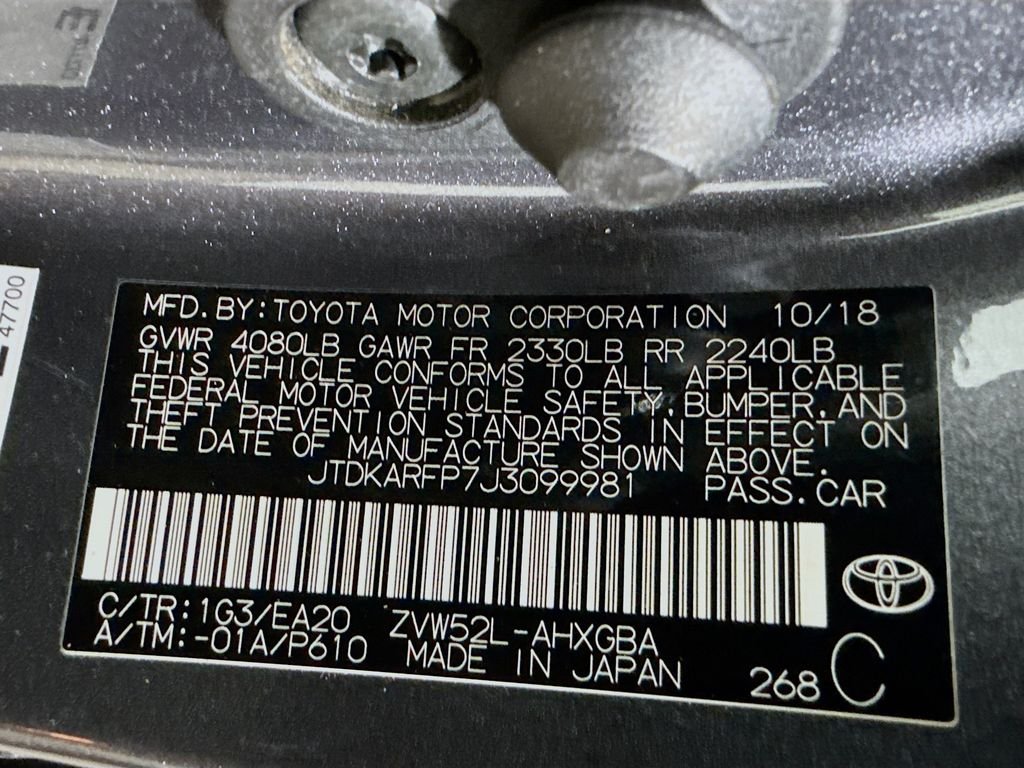 3
47700
MFD. BY: TOYOTA MOTOR CORPORATION 10/18
GVWR 4080LB GAWR FR 2330LB RR 2240LB
THIS VEHICLE CONFORMS TO ALL APPLICABLE
FEDERAL MOTOR VEHICLE SAFETY, BUMPER, AND
THEFT PREVENTION STANDARDS IN EFFECT ON
THE DATE OF MANUFACTURE SHOWN ABOVE.
JTDKARFP7J3099981 PASS. CAR
C/TR: 1G3/EA20 ZVW52L-AHXGBA
A/TM: -01A/P610 MADE IN JAPAN
268 C